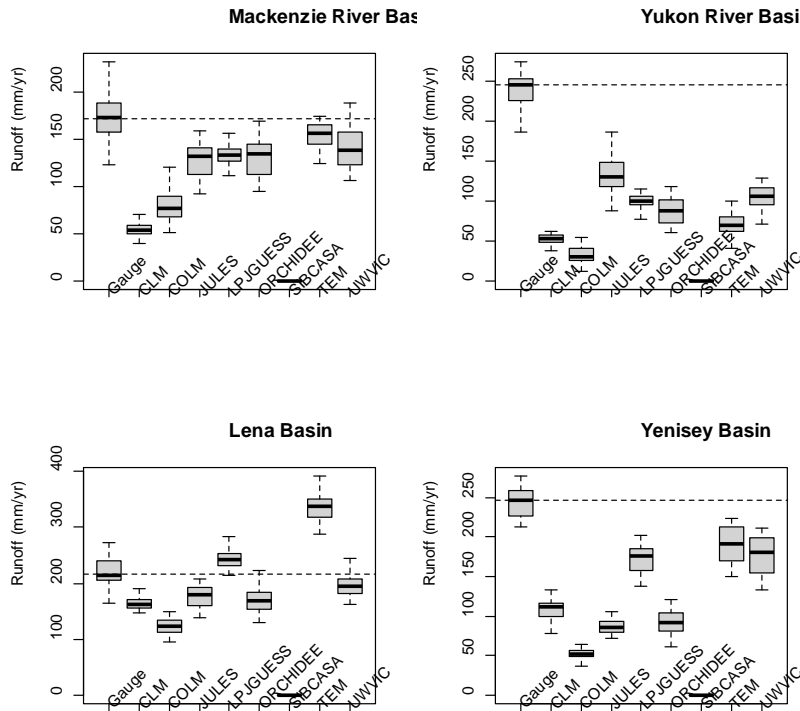 Mackenzie River Bas
Runoff (mm/yr)
0 50 100 150 200
Gauge CLM COLM JULES LPJGUESS ORCHIDEE SIBCASA TEM UWVIC
Yukon River Basi
Runoff (mm/yr)
0 50 100 150 200 250
Gauge CLM COLM JULES LPJGUESS ORCHIDEE SIBCASA TEM UWVIC
Lena Basin
Runoff (mm/yr)
0 100 200 300 400
Gauge CLM COLM JULES LPJGUESS ORCHIDEE SIBCASA TEM UWVIC
Yenisey Basin
Runoff (mm/yr)
0 50 100 150 200 250
Gauge CLM COLM JULES LPJGUESS ORCHIDEE SIBCASA TEM UWVIC